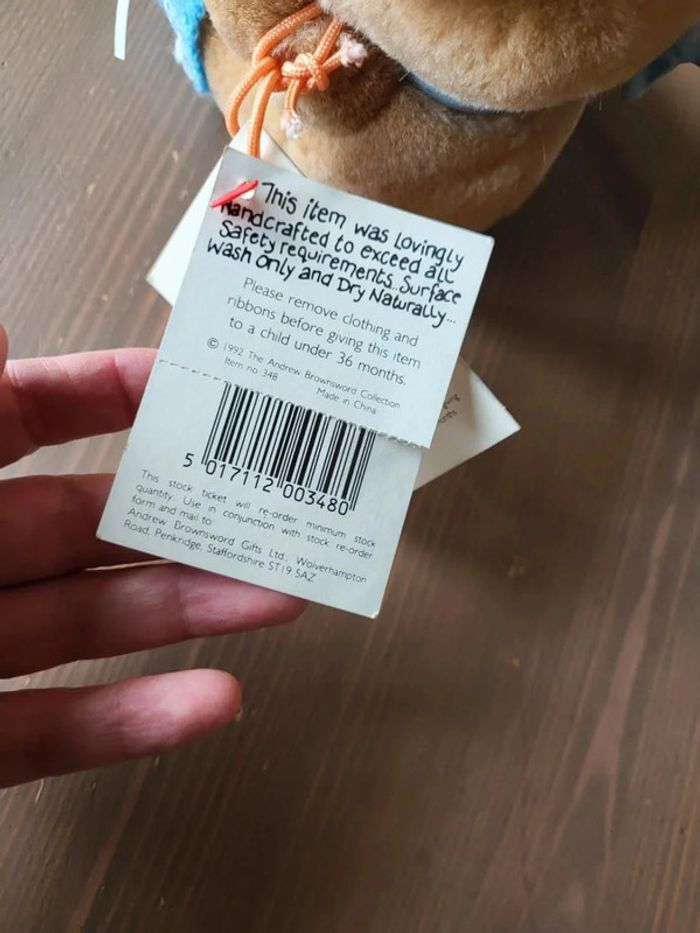 This item was Lovingly
Handcrafted to exceed all
Safety requirements.. Surface
wash only and Dry Naturally...
Please remove clothing and
ribbons before giving this item
to a child under 36 months.
© 1992 The Andrew Brownsword Collection
Item no 348 Made in China
5 017112 003480
This stock ticket will re-order minimum stock
quantity. Use in conjunction with stock re-order
form and mail to:
Andrew Brownsword Gifts Ltd., Wolverhampton
Road, Penkridge, Staffordshire ST19 5AZ